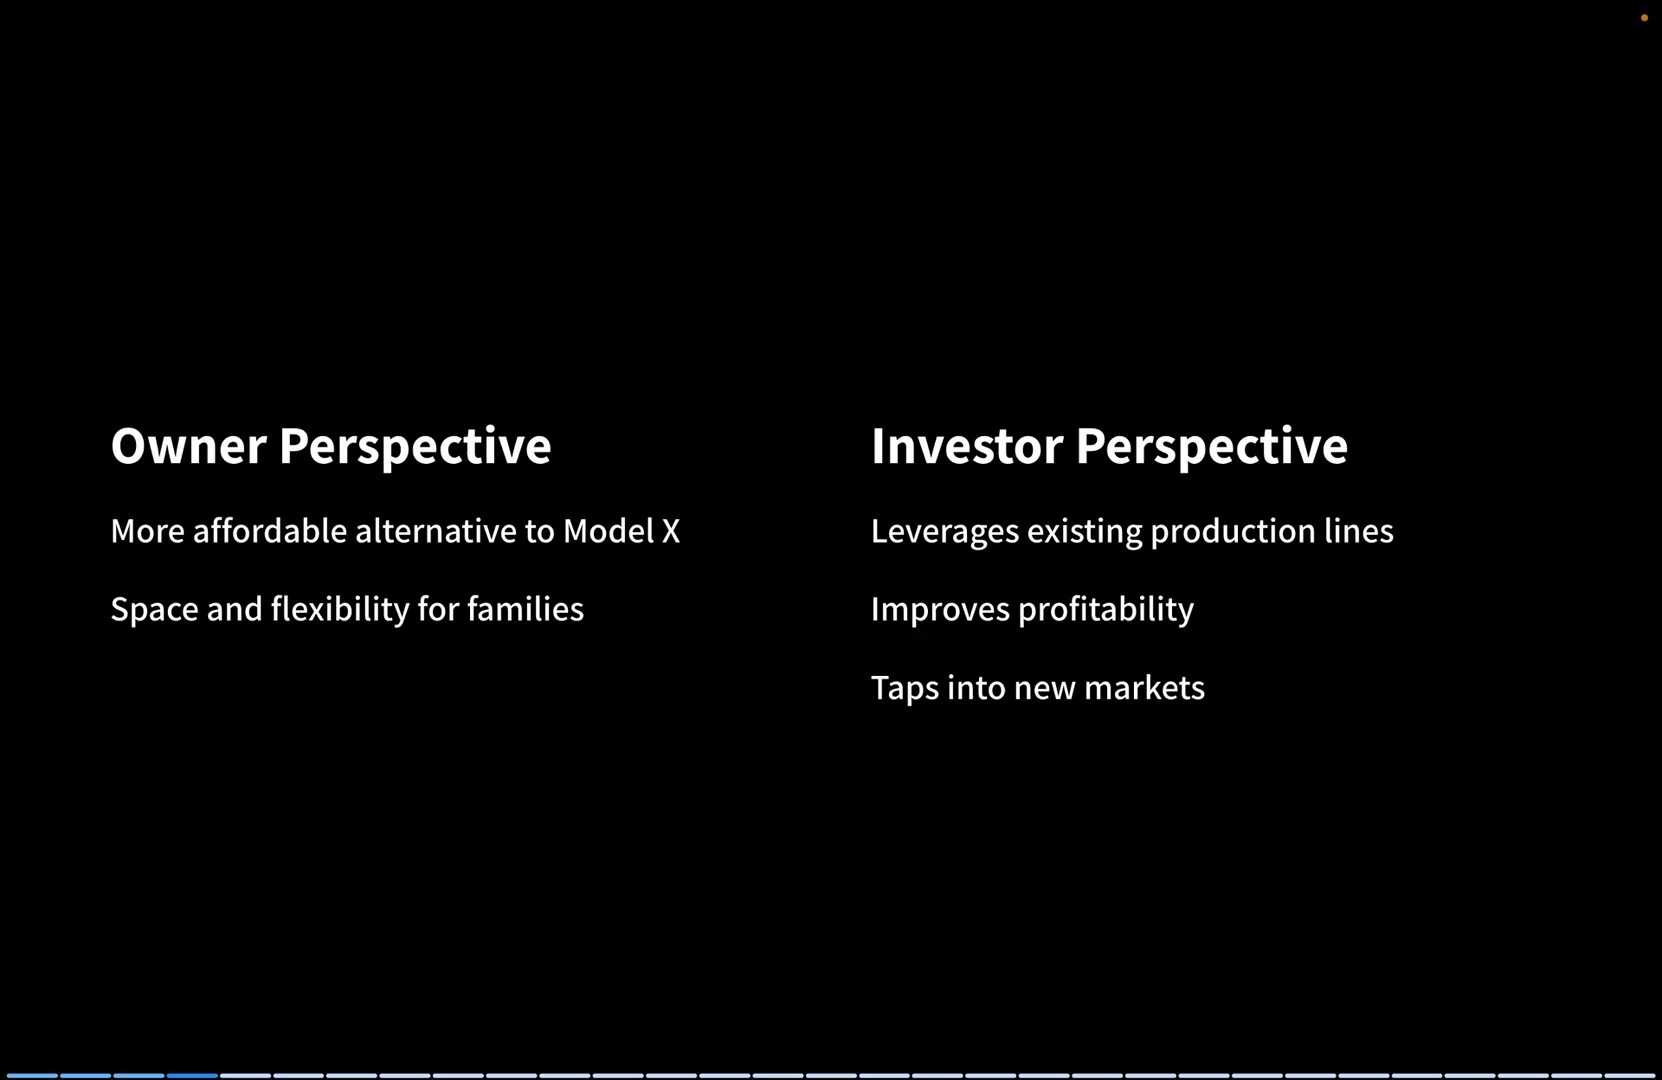 Owner Perspective
More affordable alternative to Model X
Space and flexibility for families
Investor Perspective
Leverages existing production lines
Improves profitability
Taps into new markets